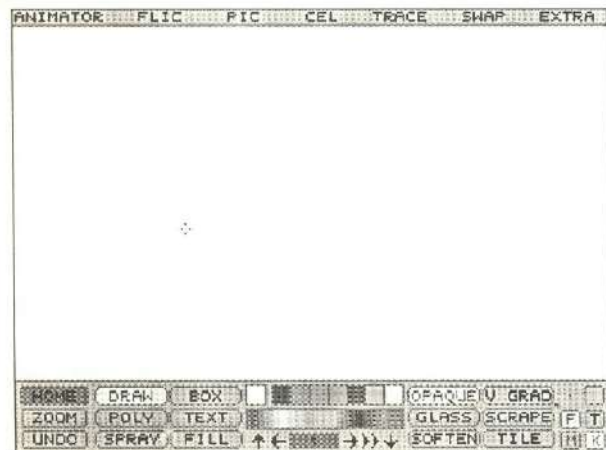 ANIMATOR FLIC PIC CEL TRACE SWAP EXTRA
HOME DRAW BOX OPAQUE V GRAD
ZOOM POLY TEXT GLASS SCRAPE F T
UNDO SPRAY FILL ↑ ← → )) ↓ SOFTEN TILE M K